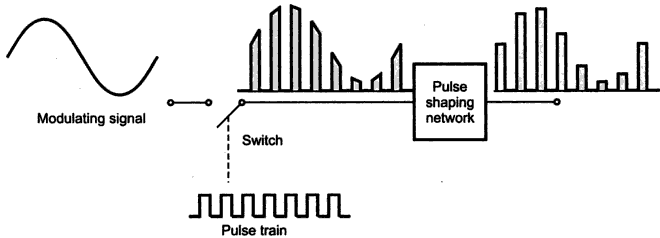 Modulating signal
Switch
Pulse train
Pulse
shaping
network